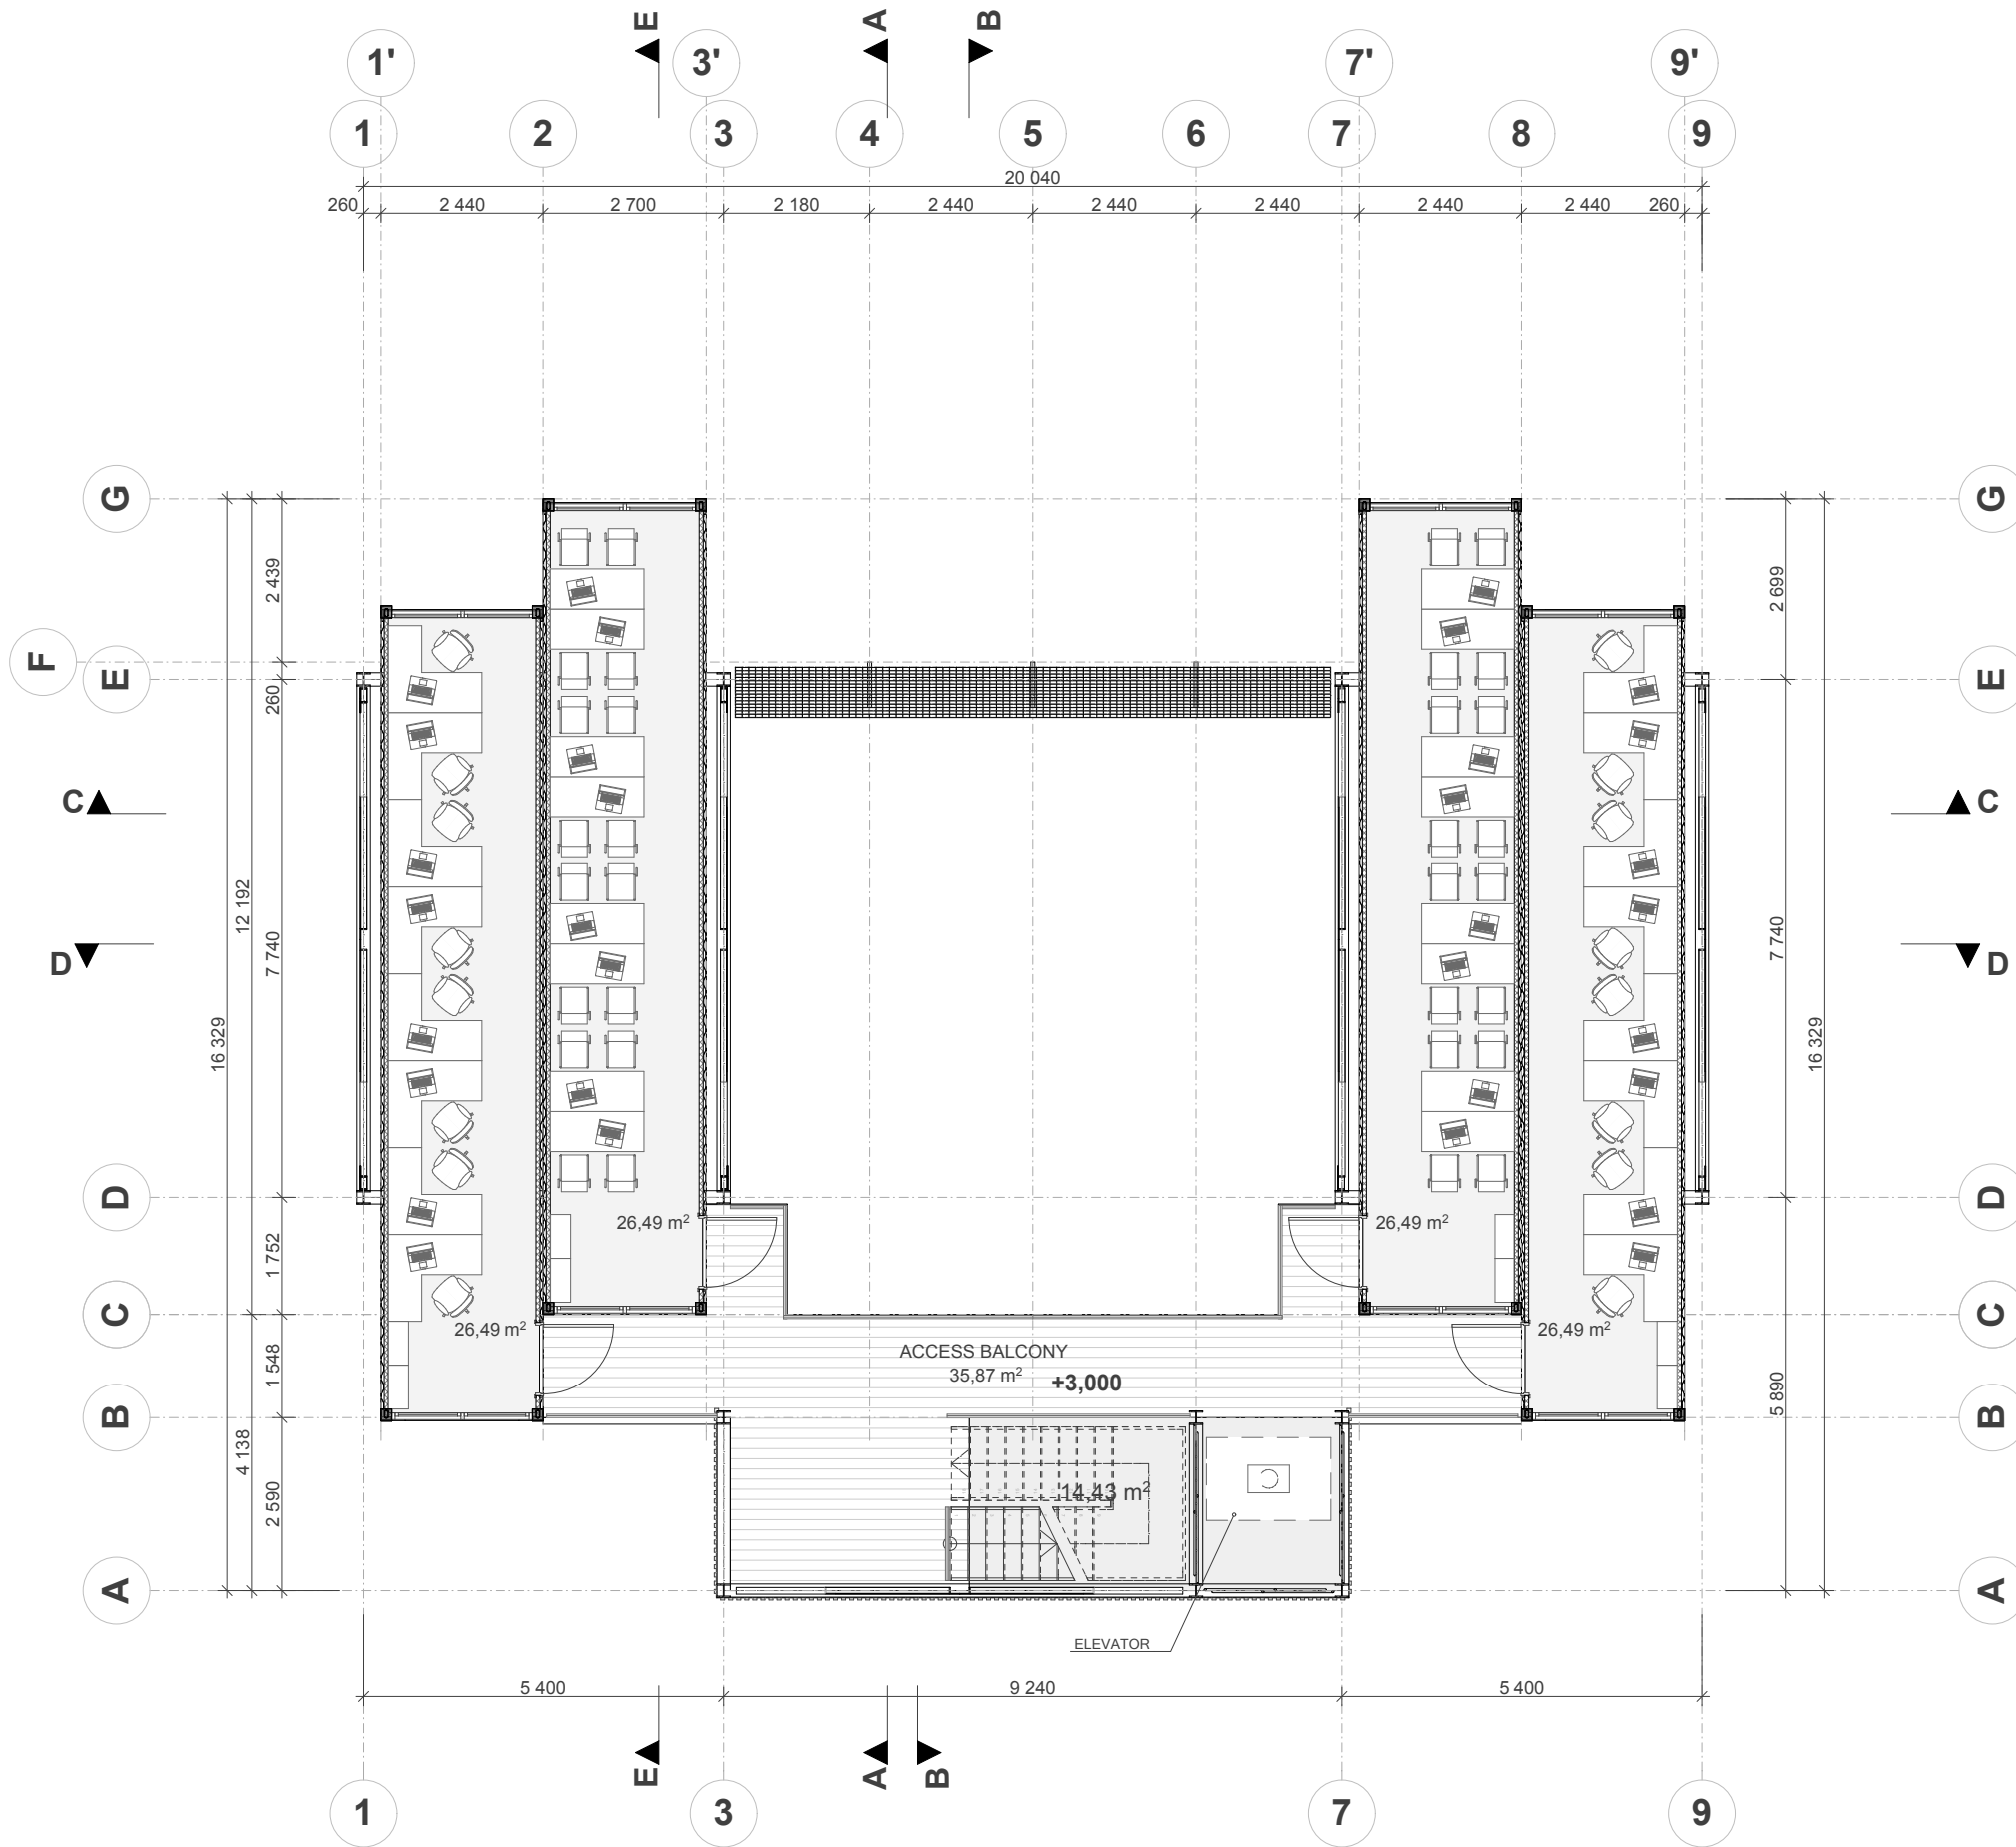 E A B
1' 3' 7' 9'
1 2 3 4 5 6 7 8 9
20 040
260 2 440 2 700 2 180 2 440 2 440 2 440 2 440 2 440 260
G G
2 439 2 699
F
E E
260
C C
12 192
D D
7 740 7 740
16 329 16 329
D D
26,49 m² 26,49 m²
1 752
C C
26,49 m² 26,49 m²
ACCESS BALCONY
35,87 m² +3,000
1 548
5 890
B B
4 138
2 590
14,43 m²
A A
ELEVATOR
5 400 9 240 5 400
E A B
1 3 7 9